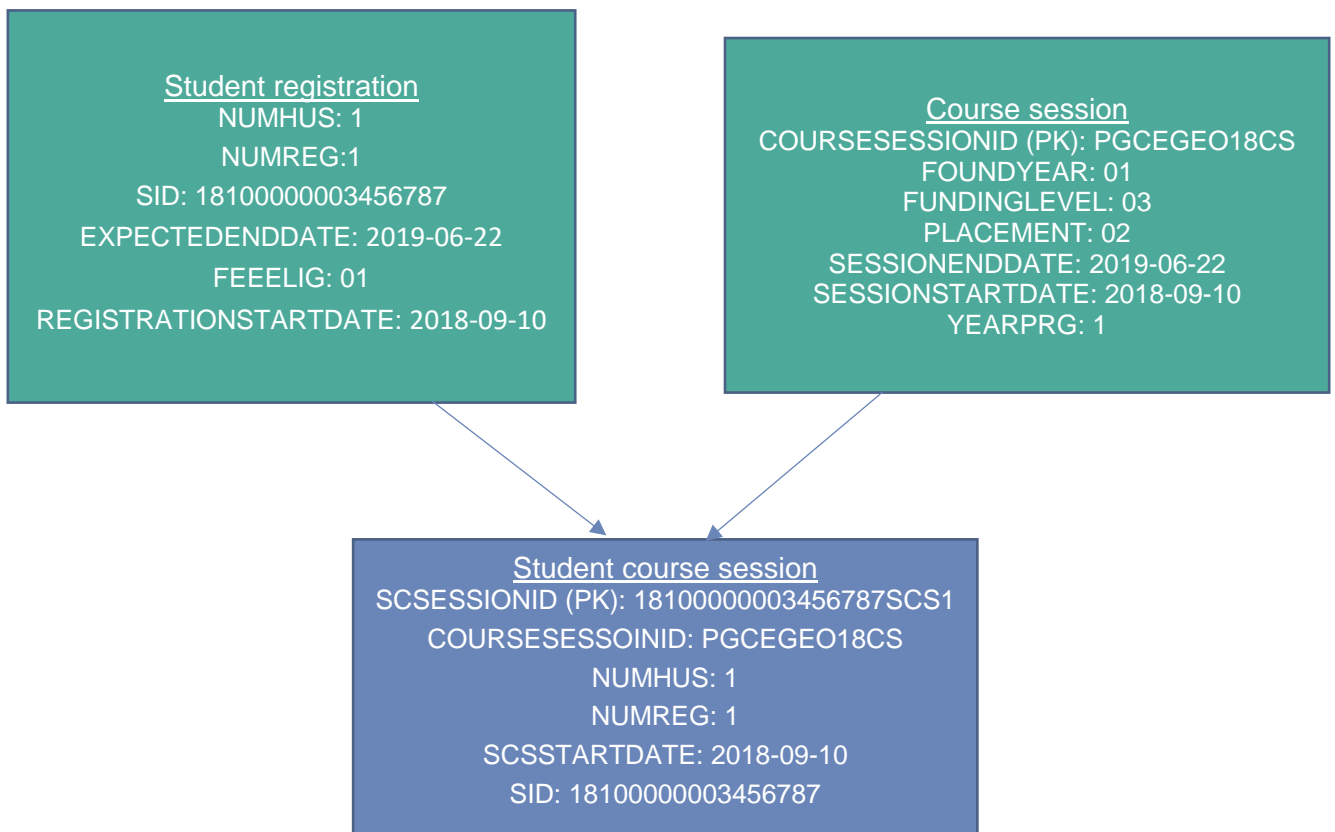 Student registration
NUMHUS: 1
NUMREG:1
SID: 18100000003456787
EXPECTEDENDDATE: 2019-06-22
FEEELIG: 01
REGISTRATIONSTARTDATE: 2018-09-10
Course session
COURSESESSIONID (PK): PGCEGEO18CS
FOUNDYEAR: 01
FUNDINGLEVEL: 03
PLACEMENT: 02
SESSIONENDDATE: 2019-06-22
SESSIONSTARTDATE: 2018-09-10
YEARPRG: 1
Student course session
SCSESSIONID (PK): 18100000003456787SCS1
COURSESESSOINID: PGCEGEO18CS
NUMHUS: 1
NUMREG: 1
SCSSTARTDATE: 2018-09-10
SID: 18100000003456787